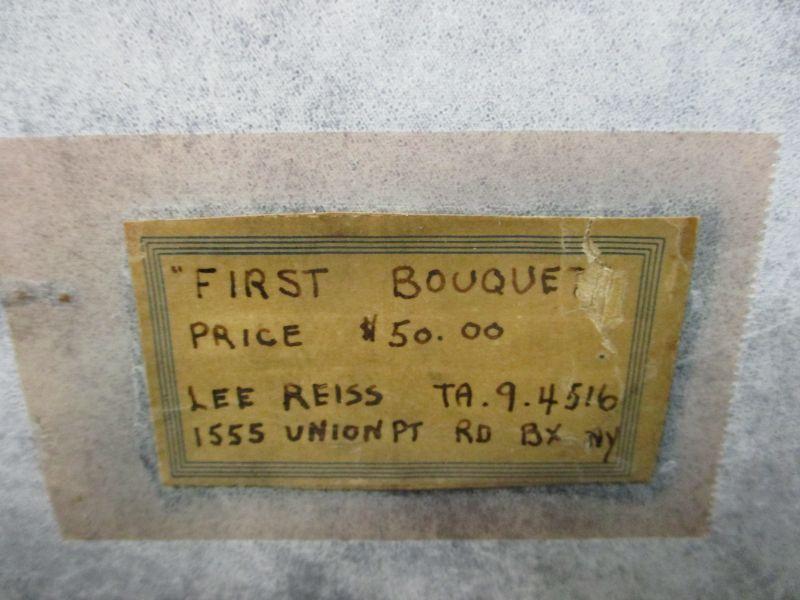 "FIRST BOUQUET
PRICE $50.00
LEE REISS TA.9.4516
1555 UNIONPT RD BX NY